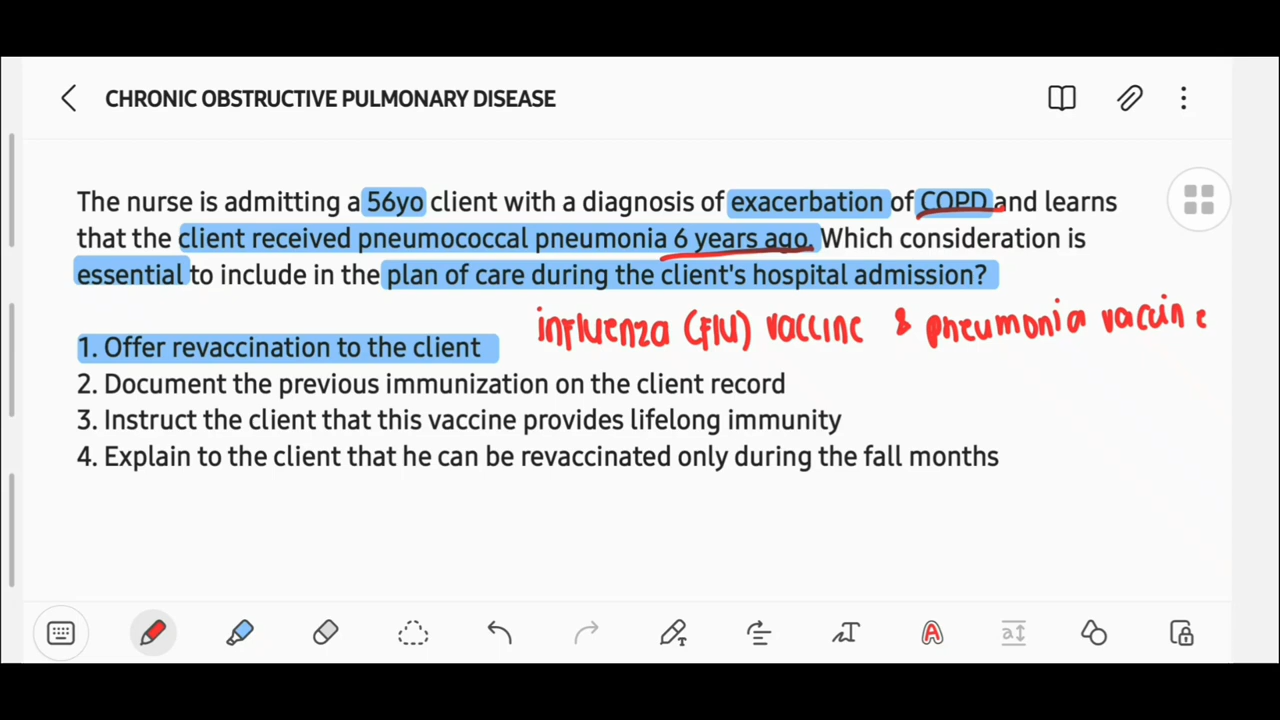 CHRONIC OBSTRUCTIVE PULMONARY DISEASE
The nurse is admitting a 56yo client with a diagnosis of exacerbation of COPD and learns
that the client received pneumococcal pneumonia 6 years ago. Which consideration is
essential to include in the plan of care during the client's hospital admission?
influenza (FlU) vaccine & pneumonia vaccine
1. Offer revaccination to the client
2. Document the previous immunization on the client record
3. Instruct the client that this vaccine provides lifelong immunity
4. Explain to the client that he can be revaccinated only during the fall months